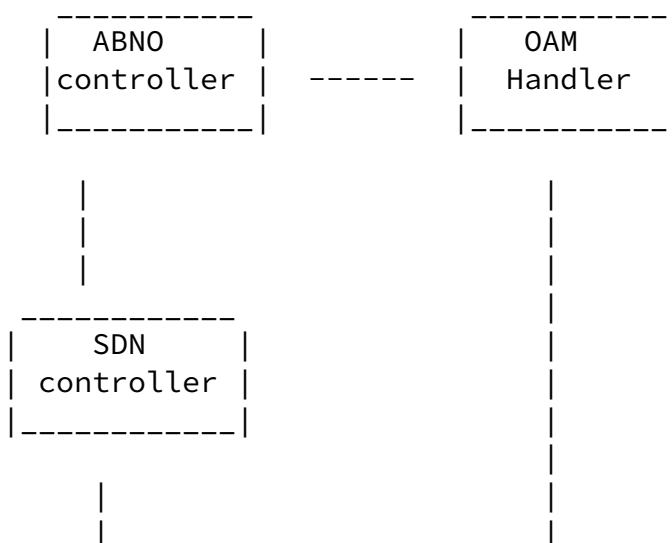 ABNO OAM
controller ------ Handler
SDN
controller